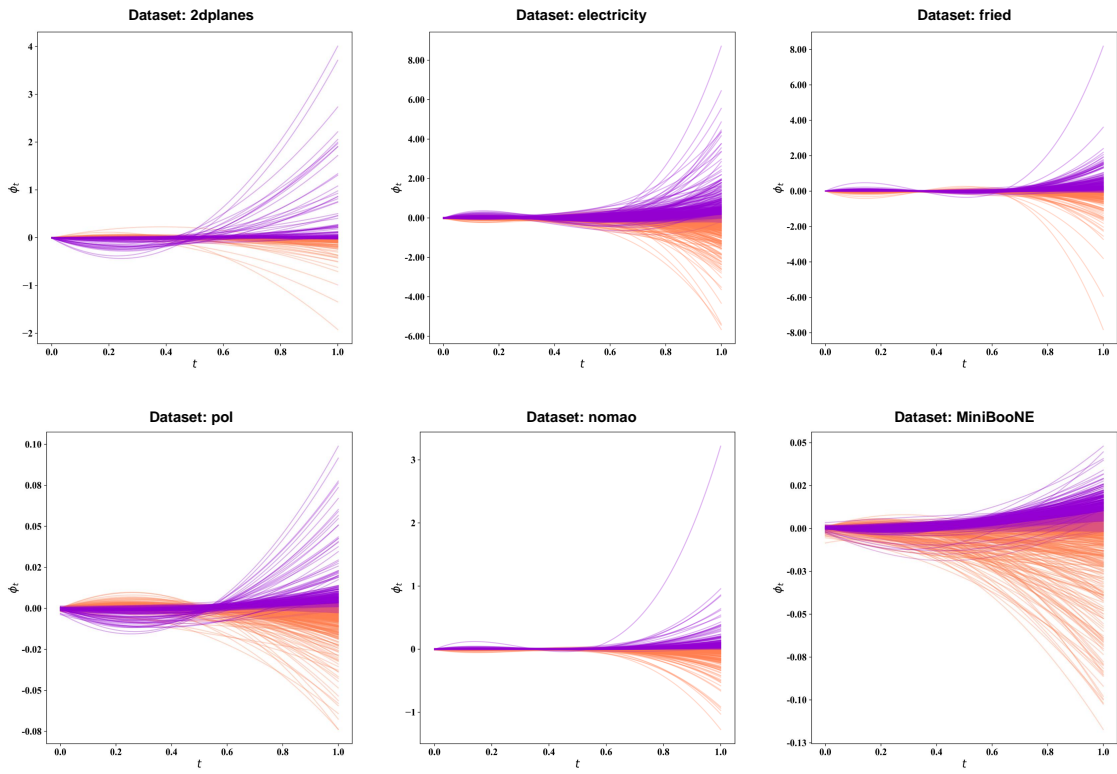 Dataset: 2dplanes
4
3
2
1
0
−1
−2
ϕt
0.0 0.2 0.4 0.6 0.8 1.0
t
Dataset: electricity
8.00
6.00
4.00
2.00
0.00
−2.00
−4.00
−6.00
ϕt
0.0 0.2 0.4 0.6 0.8 1.0
t
Dataset: fried
8.00
6.00
4.00
2.00
0.00
−2.00
−4.00
−6.00
−8.00
ϕt
0.0 0.2 0.4 0.6 0.8 1.0
t
Dataset: pol
0.10
0.08
0.05
0.02
0.00
−0.02
−0.05
−0.08
ϕt
0.0 0.2 0.4 0.6 0.8 1.0
t
Dataset: nomao
3
2
1
0
−1
ϕt
0.0 0.2 0.4 0.6 0.8 1.0
t
Dataset: MiniBooNE
0.05
0.02
0.00
−0.03
−0.05
−0.08
−0.10
−0.13
ϕt
0.0 0.2 0.4 0.6 0.8 1.0
t